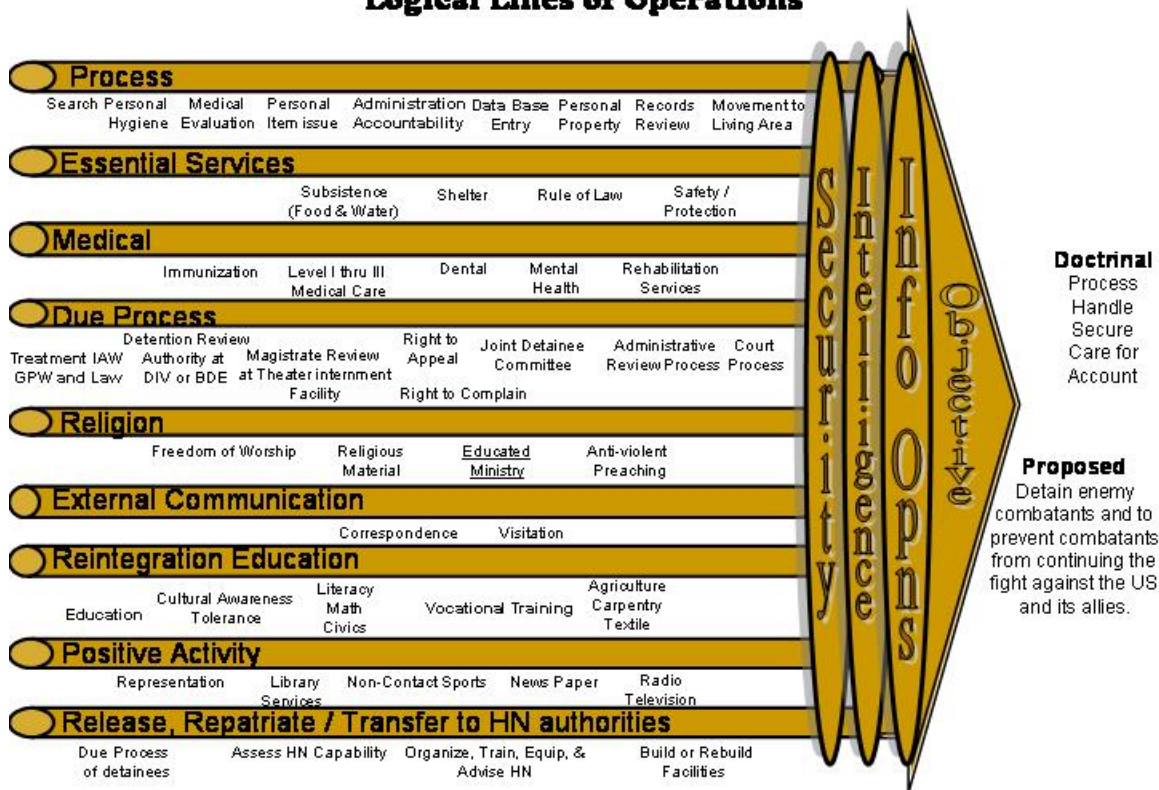 Logical Lines of Operations
Process
Search Personal Medical Personal Administration Data Base Personal Records Movement to
Hygiene Evaluation Item issue Accountability Entry Property Review Living Area
Essential Services
Subsistence Shelter Rule of Law Safety /
(Food & Water) Protection
Medical
Immunization Level I thru III Dental Mental Rehabilitation
Medical Care Health Services
Due Process
Treatment IAW
GPW and Law
Detention Review
Authority at
DIV or BDE
Magistrate Review
at Theater internment
Facility
Right to
Appeal
Right to Complain
Joint Detainee
Committee
Administrative
Review Process
Court
Process
Religion
Freedom of Worship Religious Educated Anti-violent
Material Ministry Preaching
External Communication
Correspondence Visitation
Reintegration Education
Education
Cultural Awareness
Tolerance
Literacy
Math
Civics
Vocational Training
Agriculture
Carpentry
Textile
Positive Activity
Representation Library Non-Contact Sports News Paper Radio
Services Television
Release, Repatriate / Transfer to HN authorities
Due Process Assess HN Capability Organize, Train, Equip, & Build or Rebuild
of detainees Advise HN Facilities
Security
Intelligence
Info Opns
Objective
Doctrinal
Process
Handle
Secure
Care for
Account
Proposed
Detain enemy
combatants and to
prevent combatants
from continuing the
fight against the US
and its allies.